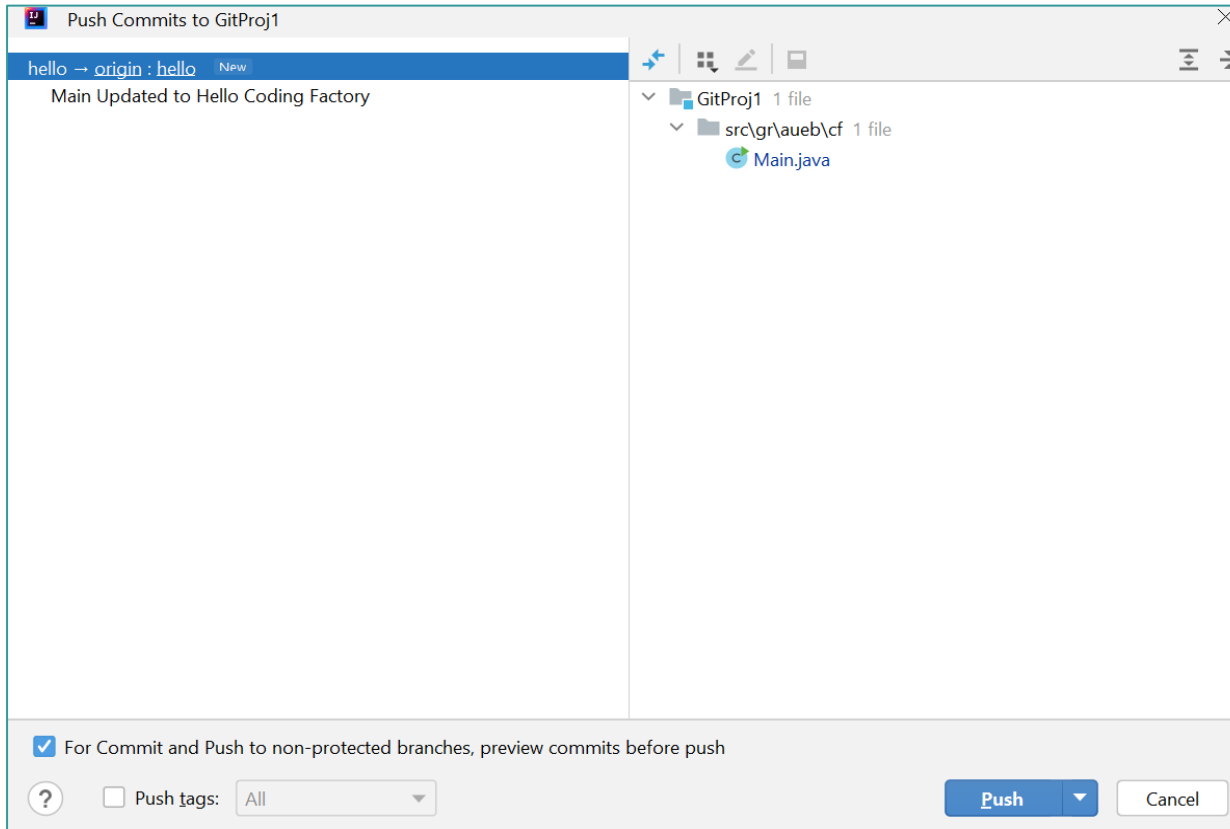 Push Commits to GitProj1
hello → origin : hello New
Main Updated to Hello Coding Factory
GitProj1 1 file
src\gr\aueb\cf 1 file
Main.java
For Commit and Push to non-protected branches, preview commits before push
? Push tags: All
Push Cancel